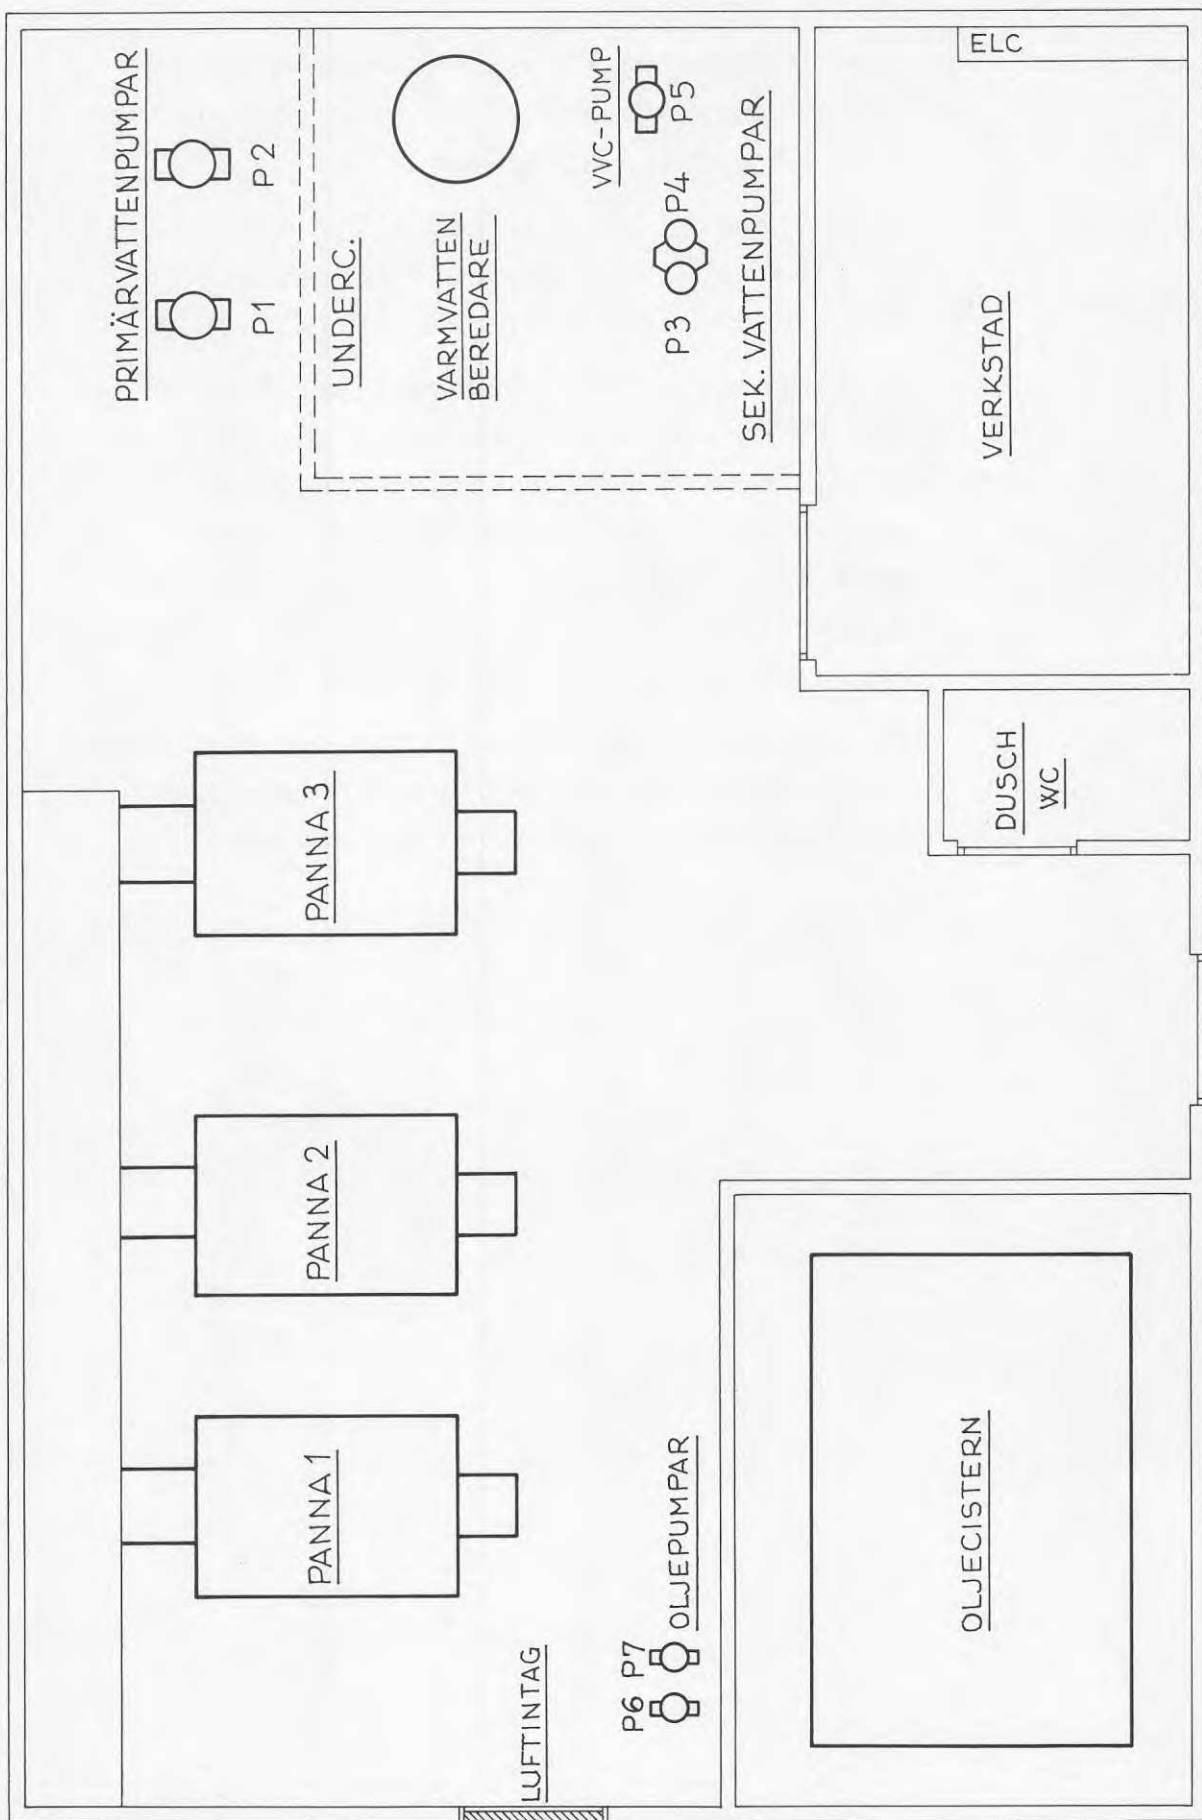 PRIMÄRVATTENPUMPAR
P1
P2
UNDERC.
VARMVATTEN
BEREDARE
VVC-PUMP
P5
P3
P4
SEK. VATTENPUMPAR
ELC
VERKSTAD
PANNA 1
PANNA 2
PANNA 3
DUSCH
WC
LUFTINTAG
P6 P7
OLJEPUMPAR
OLJECISTERN